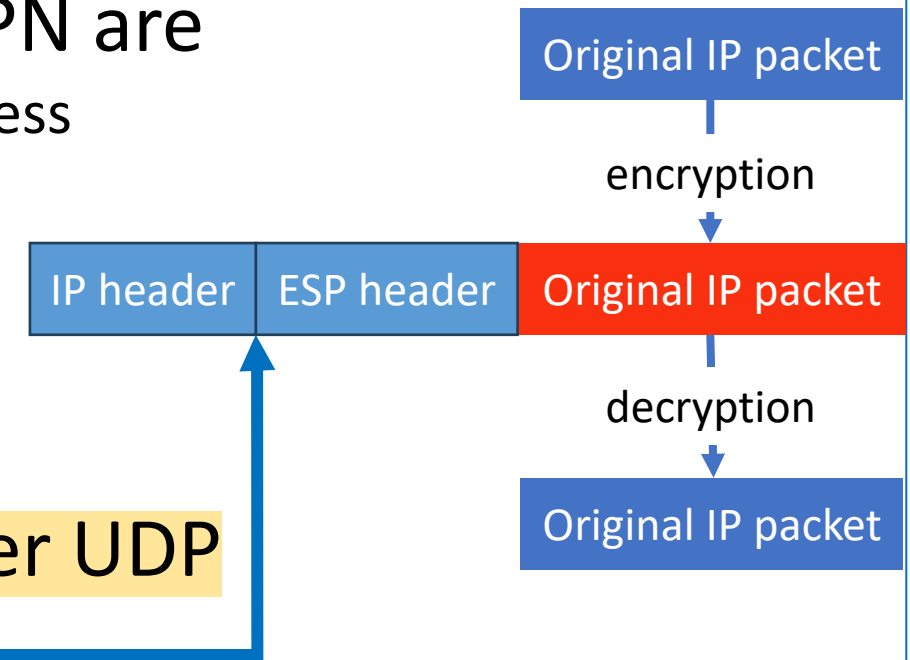 PN are
ess
Original IP packet
encryption
IP header ESP header Original IP packet
decryption
Original IP packet
er UDP